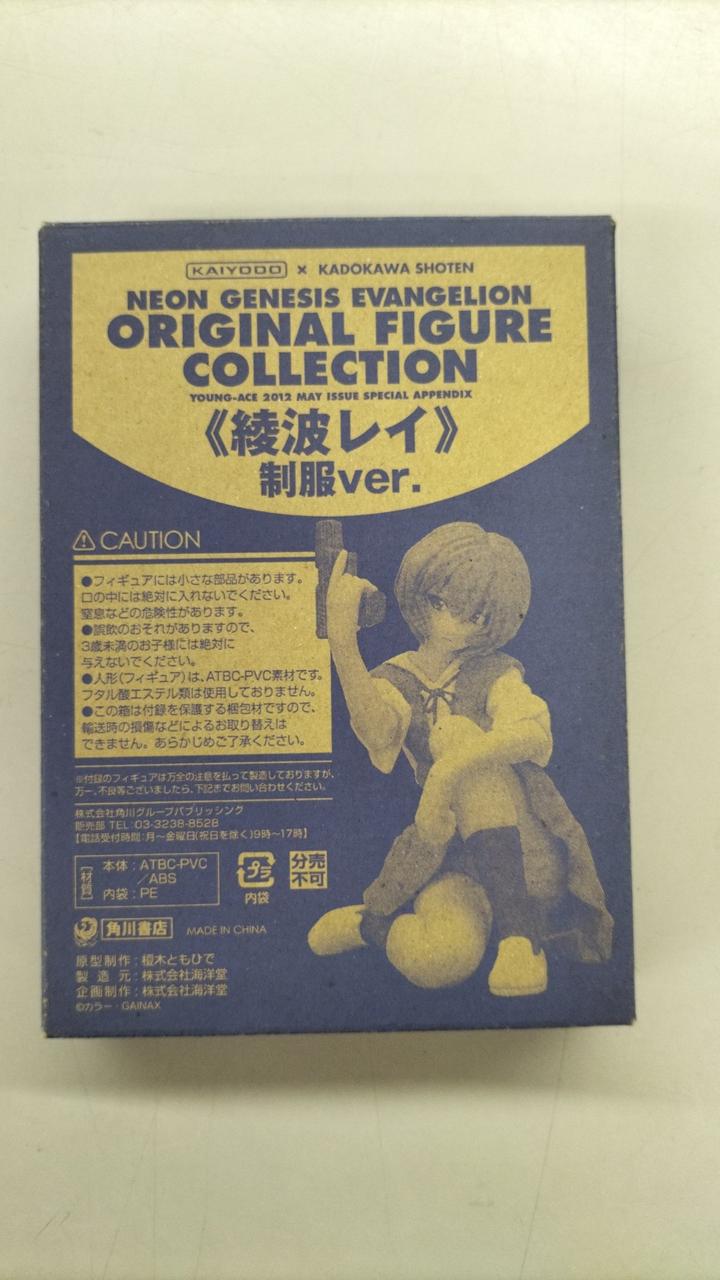 KAIYODO × KADOKAWA SHOTEN
NEON GENESIS EVANGELION
ORIGINAL FIGURE
COLLECTION
YOUNG-ACE 2012 MAY ISSUE SPECIAL APPENDIX
《綾波レイ》
制服ver.
⚠CAUTION
●フィギュアには小さな部品があります。
口の中には絶対に入れないでください。
窒息などの危険性があります。
●誤飲のおそれがありますので、
3歳未満のお子様には絶対に
与えないでください。
●人形(フィギュア)は、ATBC-PVC素材です。
フタル酸エステル類は使用しておりません。
●この箱は付録を保護する梱包材ですので、
輸送時の損傷などによるお取り替えは
できません。あらかじめご了承ください。
※付録のフィギュアは万全の注意を払って製造しておりますが、
万一、不良等ございましたら、下記までお問い合わせください。
株式会社角川グループパブリッシング
販売部 TEL 03-3238-8528
【電話受付時間:月〜金曜日(祝日を除く)9時〜17時】
[材質]
本体:ATBC-PVC
/ABS
内袋:PE
プラ
内袋
分売
不可
角川書店 MADE IN CHINA
原型制作:榎木ともひで
製造元:株式会社海洋堂
企画制作:株式会社海洋堂
©カラー・GAINAX